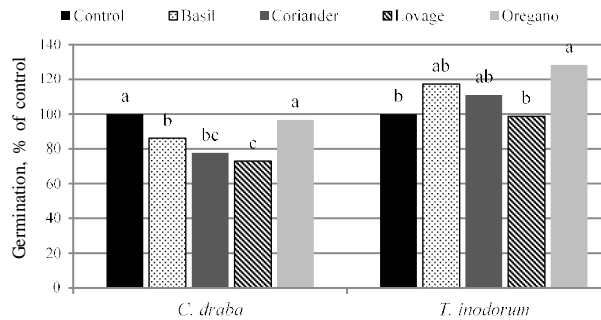 Control Basil Coriander Lovage Oregano
Germination, % of control
140
120
100
80
60
40
20
0
a b bc c a
b ab ab b a
C. draba T. inodorum